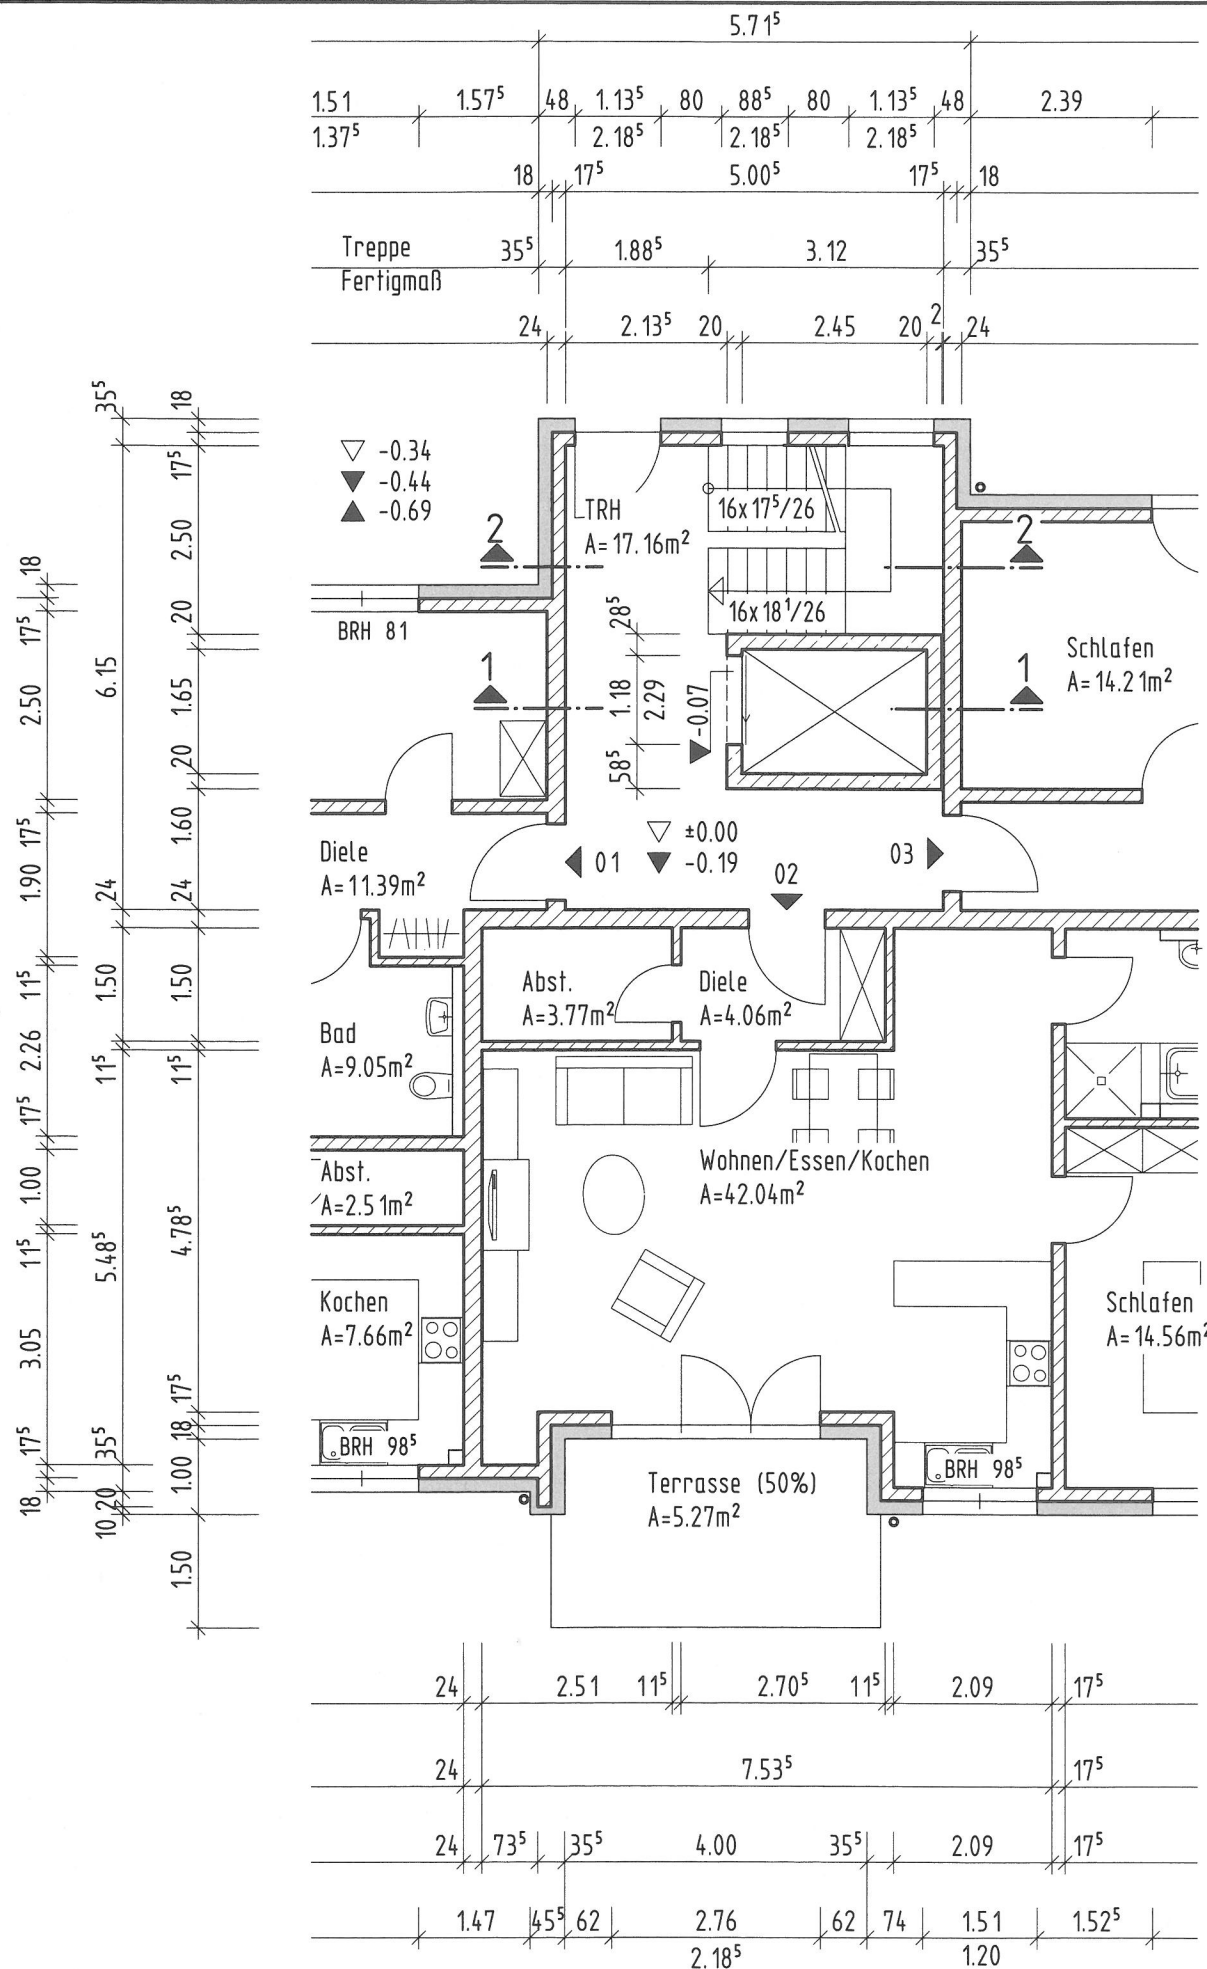 5.71⁵
1.51 1.57⁵ 48 1.13⁵ 80 88⁵ 80 1.13⁵ 48 2.39
1.37⁵ 2.18⁵ 2.18⁵ 2.18⁵
18 17⁵ 5.00⁵ 17⁵ 18
Treppe 35⁵ 1.88⁵ 3.12 35⁵
Fertigmaß
24 2.13⁵ 20 2.45 20 2 24
35⁵ 6.15 24 1.50 11⁵ 5.48⁵ 35⁵ 10,20
18 17⁵ 2.50 20 1.65 20 1.60 24 1.50 11⁵ 4.78⁵ 17⁵ 18 1.00 1.50
18 17⁵ 2.50 17⁵ 1.90 11⁵ 2.26 17⁵ 1.00 11⁵ 3.05 17⁵ 18
-0.34
-0.44
-0.69
2
TRH
A=17.16m²
16x17⁵/26
2
16x18¹/26
BRH 81
28⁵
1.18
2.29
58⁵
-0.07
1
1
Schlafen
A=14.21m²
Diele
A=11.39m²
01
±0.00
-0.19
02
03
Abst.
A=3.77m²
Diele
A=4.06m²
Bad
A=9.05m²
Abst.
A=2.51m²
Wohnen/Essen/Kochen
A=42.04m²
Kochen
A=7.66m²
Schlafen
A=14.56m²
BRH 98⁵
BRH 98⁵
Terrasse (50%)
A=5.27m²
24 2.51 11⁵ 2.70⁵ 11⁵ 2.09 17⁵
24 7.53⁵ 17⁵
24 73⁵ 35⁵ 4.00 35⁵ 2.09 17⁵
1.47 45⁵ 62 2.76 62 74 1.51 1.52⁵
2.18⁵ 1.20